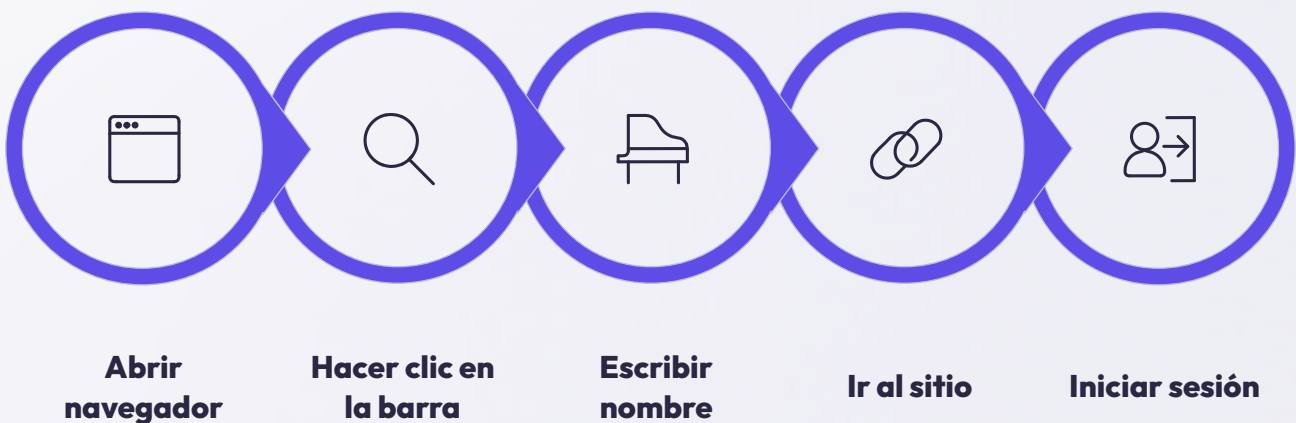 Abrir
navegador
Hacer clic en
la barra
Escribir
nombre
Ir al sitio
Iniciar sesión